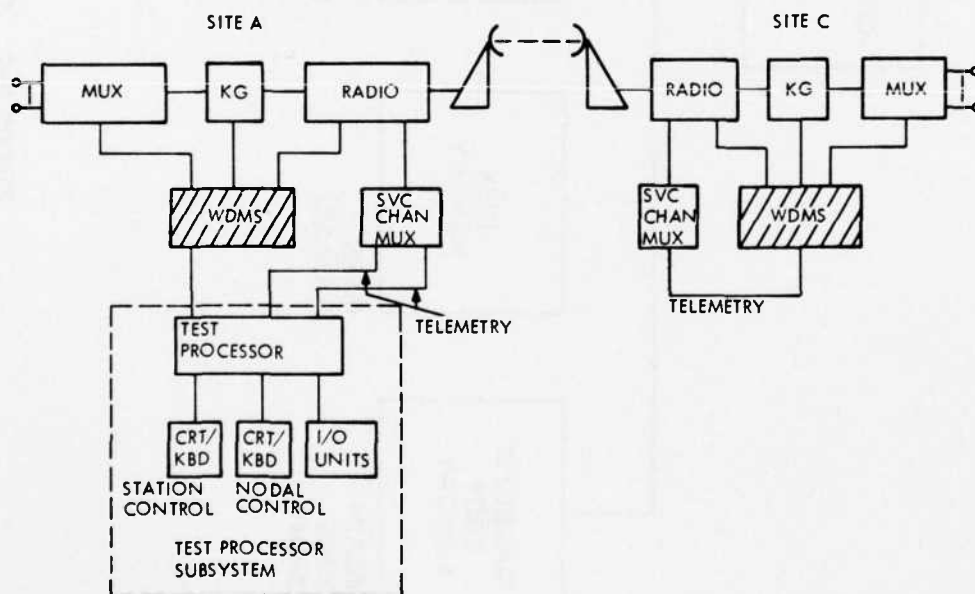 SITE A
SITE C
MUX
KG
RADIO
RADIO
KG
MUX
WDMS
SVC
CHAN
MUX
SVC
CHAN
MUX
WDMS
TELEMETRY
TELEMETRY
TEST
PROCESSOR
CRT/
KBD
CRT/
KBD
I/O
UNITS
STATION
CONTROL
NODAL
CONTROL
TEST PROCESSOR
SUBSYSTEM